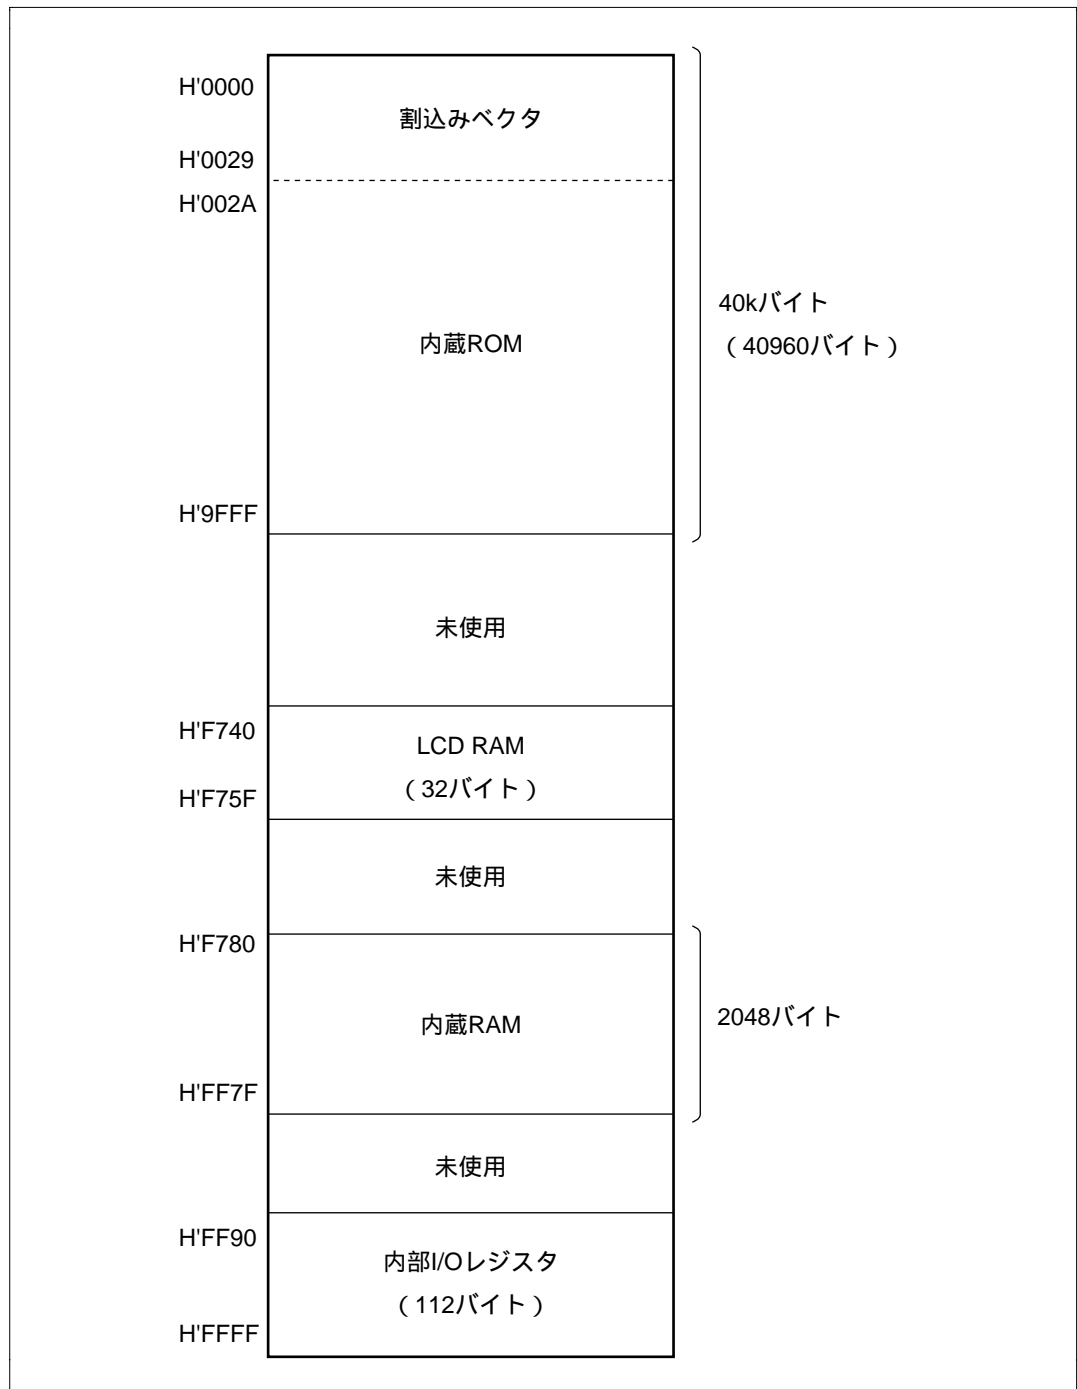 H'0000
割込みベクタ
H'0029
H'002A
40kバイト
（40960バイト）
内蔵ROM
H'9FFF
未使用
H'F740
LCD RAM
（32バイト）
H'F75F
未使用
H'F780
内蔵RAM
2048バイト
H'FF7F
未使用
H'FF90
内部I/Oレジスタ
（112バイト）
H'FFFF